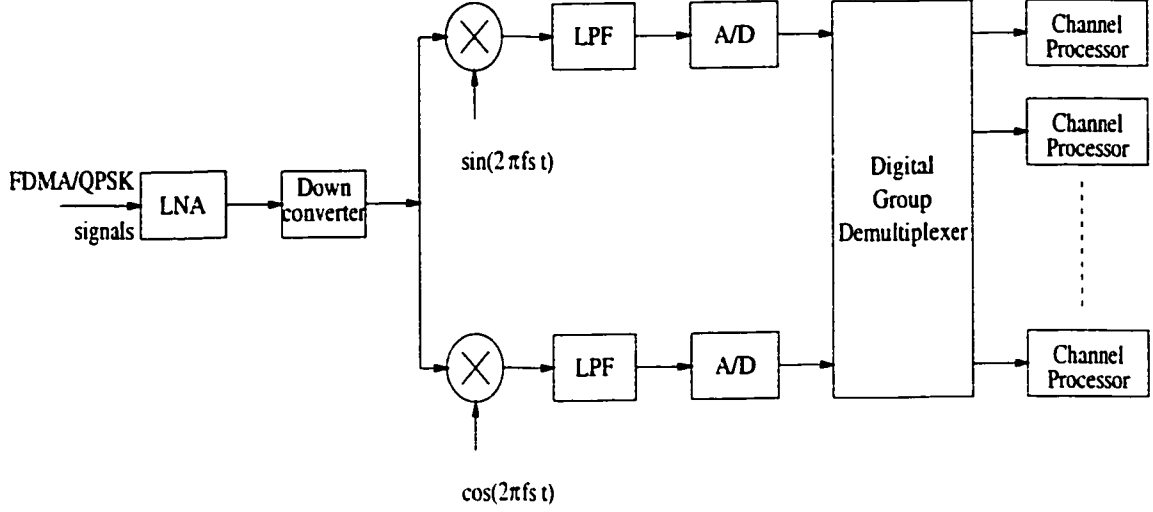 Channel
Processor
LPF
A/D
Channel
Processor
sin(2πfs t)
FDMA/QPSK
signals
LNA
Down
converter
Digital
Group
Demultiplexer
LPF
A/D
Channel
Processor
cos(2πfs t)